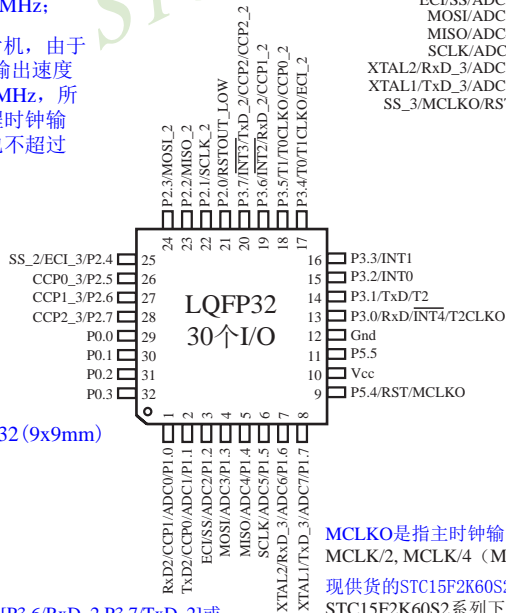 MHz；
机，由于
输出速度
MHz，所
程时钟输
也不超过
ST
ECI/SS/ADC
MOSI/ADC
MISO/ADC
SCLK/ADC
XTAL2/RxD_3/ADC
XTAL1/TxD_3/ADC
SS_3/MCLKO/RST
P2.3/MOSI_2
P2.2/MISO_2
P2.1/SCLK_2
P2.0/RSTOUT_LOW
P3.7/INT3/TxD_2/CCP2/CCP2_2
P3.6/INT2/RxD_2/CCP1_2
P3.5/T1/T0CLKO/CCP0_2
P3.4/T0/T1CLKO/ECI_2
24 23 22 21 20 19 18 17
SS_2/ECI_3/P2.4 25
CCP0_3/P2.5 26
CCP1_3/P2.6 27
CCP2_3/P2.7 28
P0.0 29
P0.1 30
P0.2 31
P0.3 32
LQFP32
30个I/O
16 P3.3/INT1
15 P3.2/INT0
14 P3.1/TxD/T2
13 P3.0/RxD/INT4/T2CLKO
12 Gnd
11 P5.5
10 Vcc
9 P5.4/RST/MCLKO
1 2 3 4 5 6 7 8
RxD2/CCP1/ADC0/P1.0
TxD2/CCP0/ADC1/P1.1
ECI/SS/ADC2/P1.2
MOSI/ADC3/P1.3
MISO/ADC4/P1.4
SCLK/ADC5/P1.5
XTAL2/RxD_3/ADC6/P1.6
XTAL1/TxD_3/ADC7/P1.7
32(9x9mm)
MCLKO是指主时钟输
MCLK/2, MCLK/4（M
现供货的STC15F2K60S2
STC15F2K60S2系列下
[P3.6/RxD_2,P3.7/TxD_2]或